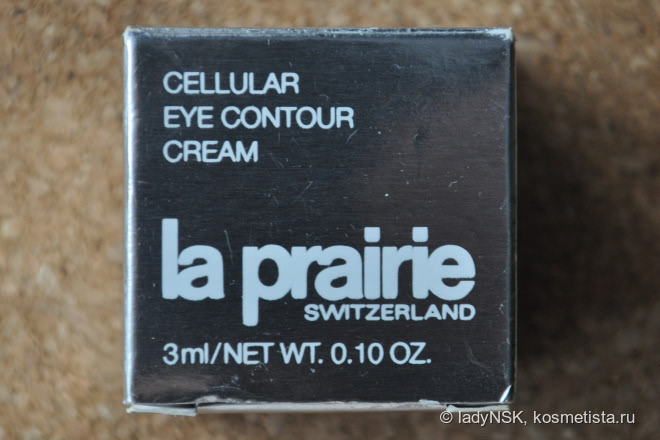 CELLULAR
EYE CONTOUR
CREAM
la prairie
SWITZERLAND
3ml/NET WT. 0.10 OZ.
© ladyNSK, kosmetista.ru